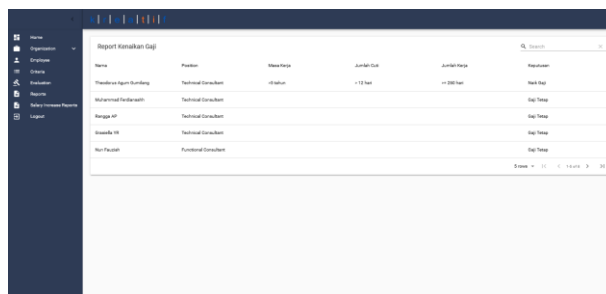 Home
Report Kenaikan Gaji
Search
Organization
Employee
Criteria
Evaluation
Reports
Salary Increase Reports
Logout
Nama Position Masa Kerja Jumlah Cuti Jumlah Kerja Keputusan
Theodorus Agum Gumilang Technical Consultant < 12 hari >= 260 hari Naik Gaji
Muhammad Ferdiansyah Technical Consultant Gaji Tetap
Rangga AP Technical Consultant Gaji Tetap
Technical Consultant Gaji Tetap
Nur Fauziah Functional Consultant Gaji Tetap
5 rows